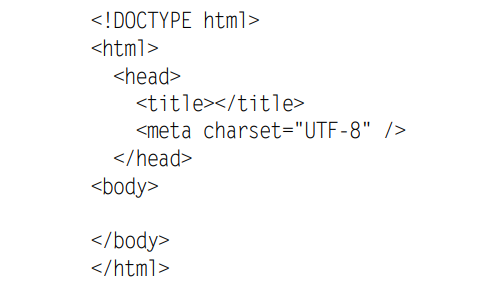 <!DOCTYPE html>
<html>
  <head>
    <title></title>
    <meta charset="UTF-8" />
  </head>
<body>

</body>
</html>